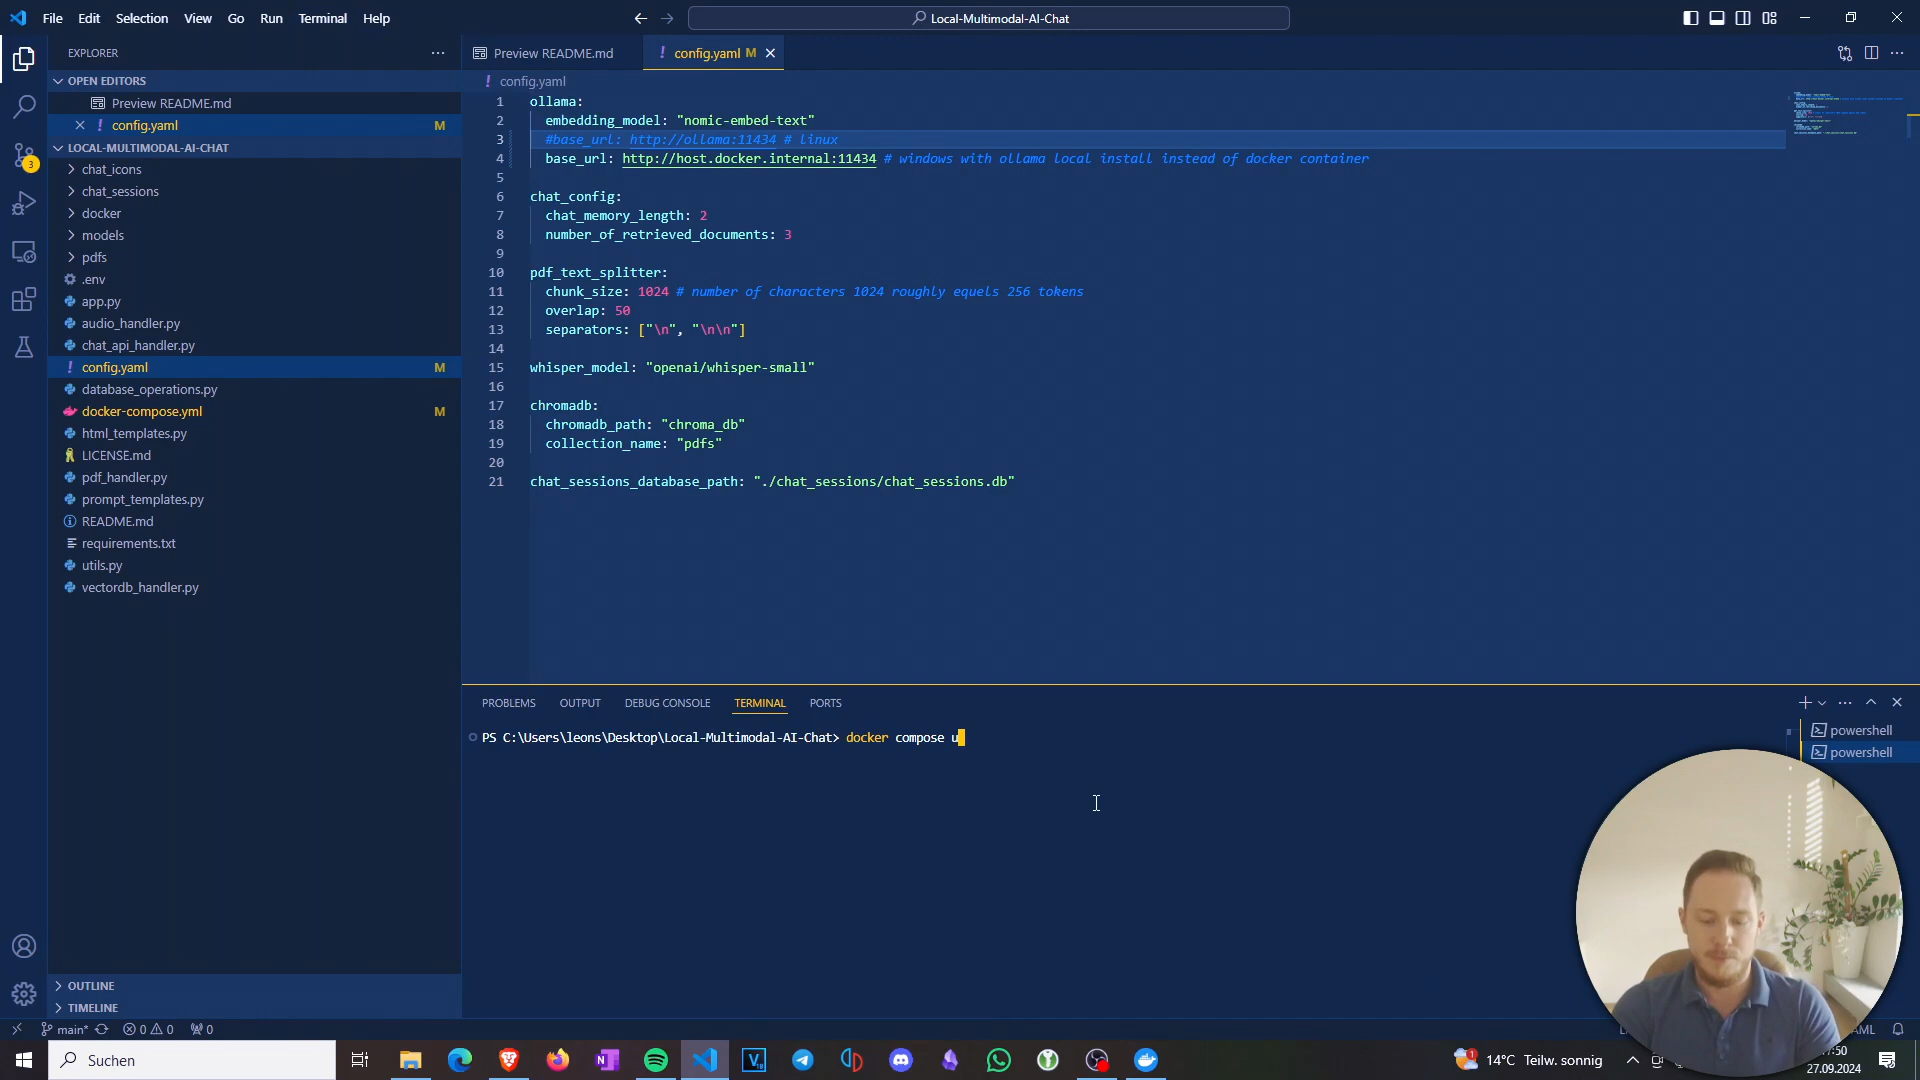 File Edit Selection View Go Run Terminal Help
Local-Multimodal-AI-Chat
EXPLORER
OPEN EDITORS
Preview README.md
config.yaml M
LOCAL-MULTIMODAL-AI-CHAT
chat_icons
chat_sessions
docker
models
pdfs
.env
app.py
audio_handler.py
chat_api_handler.py
config.yaml M
database_operations.py
docker-compose.yml M
html_templates.py
LICENSE.md
pdf_handler.py
prompt_templates.py
README.md
requirements.txt
utils.py
vectordb_handler.py
OUTLINE
TIMELINE
3
Preview README.md
config.yaml M
config.yaml
1 ollama:
2 embedding_model: "nomic-embed-text"
3 #base_url: http://ollama:11434 # linux
4 base_url: http://host.docker.internal:11434 # windows with ollama local install instead of docker container
5
6 chat_config:
7 chat_memory_length: 2
8 number_of_retrieved_documents: 3
9
10 pdf_text_splitter:
11 chunk_size: 1024 # number of characters 1024 roughly equels 256 tokens
12 overlap: 50
13 separators: ["\n", "\n\n"]
14
15 whisper_model: "openai/whisper-small"
16
17 chromadb:
18 chromadb_path: "chroma_db"
19 collection_name: "pdfs"
20
21 chat_sessions_database_path: "./chat_sessions/chat_sessions.db"
PROBLEMS OUTPUT DEBUG CONSOLE TERMINAL PORTS
PS C:\Users\leons\Desktop\Local-Multimodal-AI-Chat> docker compose u
powershell
powershell
main* 0 0 0
Suchen
14°C Teilw. sonnig
27.09.2024